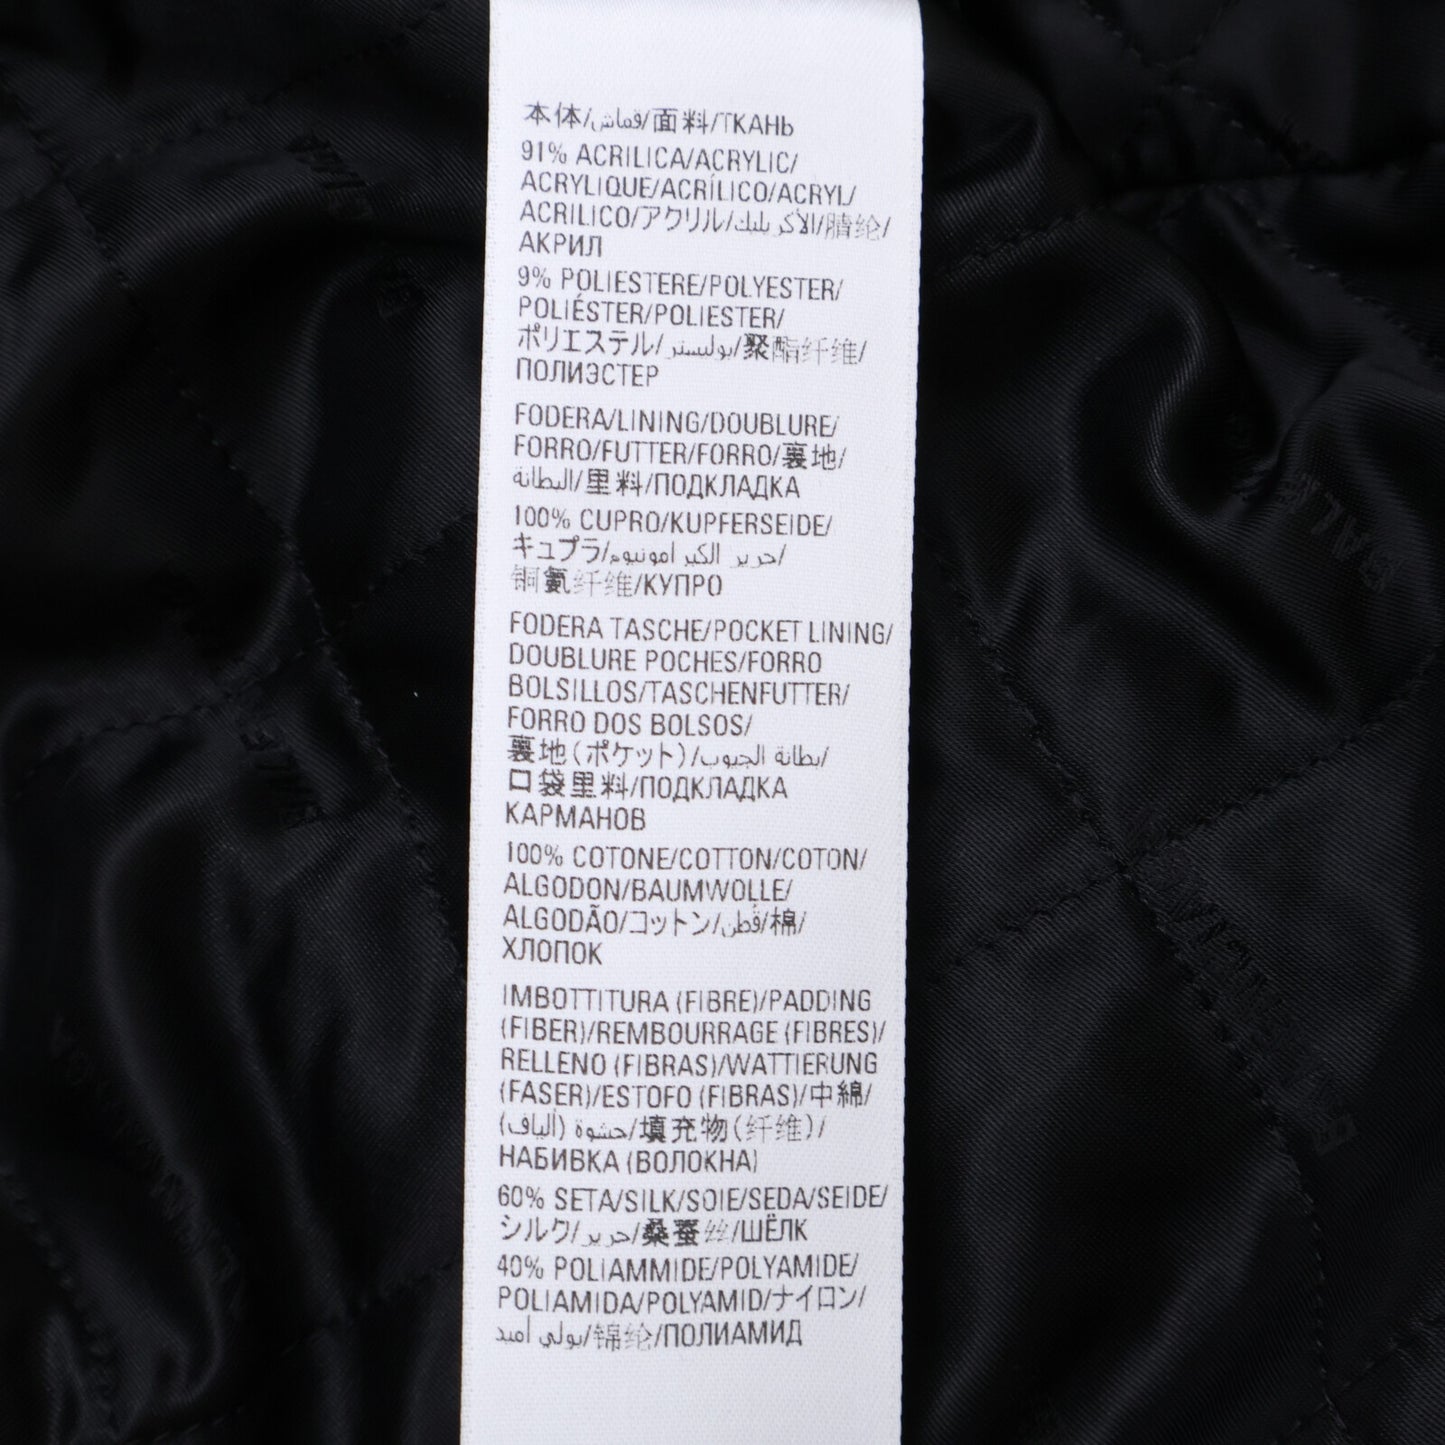 本体/قماش/面料/ТКАНЬ
91% ACRILICA/ACRYLIC/
ACRYLIQUE/ACRÍLICO/ACRYL/
ACRILICO/アクリル/الأكريليك/腈纶/
АКРИЛ
9% POLIESTERE/POLYESTER/
POLIÉSTER/POLIESTER/
ポリエステル/بوليستر/聚酯纤维/
ПОЛИЭСТЕР
FODERA/LINING/DOUBLURE/
FORRO/FUTTER/FORRO/裏地/
البطانة/里料/ПОДКЛАДКА
100% CUPRO/KUPFERSEIDE/
キュプラ/حرير الكبر امونيوم/
铜氨纤维/КУПРО
FODERA TASCHE/POCKET LINING/
DOUBLURE POCHES/FORRO
BOLSILLOS/TASCHENFUTTER/
FORRO DOS BOLSOS/
裏地(ポケット)/بطانة الجيوب/
口袋里料/ПОДКЛАДКА
КАРМАНОВ
100% COTONE/COTTON/COTON/
ALGODON/BAUMWOLLE/
ALGODÃO/コットン/قطن/棉/
ХЛОПОК
IMBOTTITURA (FIBRE)/PADDING
(FIBER)/REMBOURRAGE (FIBRES)/
RELLENO (FIBRAS)/WATTIERUNG
(FASER)/ESTOFO (FIBRAS)/中綿/
حشوة (ألياف)/填充物(纤维)/
НАБИВКА (ВОЛОКНА)
60% SETA/SILK/SOIE/SEDA/SEIDE/
シルク/حرير/桑蚕丝/ШЁЛК
40% POLIAMMIDE/POLYAMIDE/
POLIAMIDA/POLYAMID/ナイロン/
بولي أميد/锦纶/ПОЛИАМИД